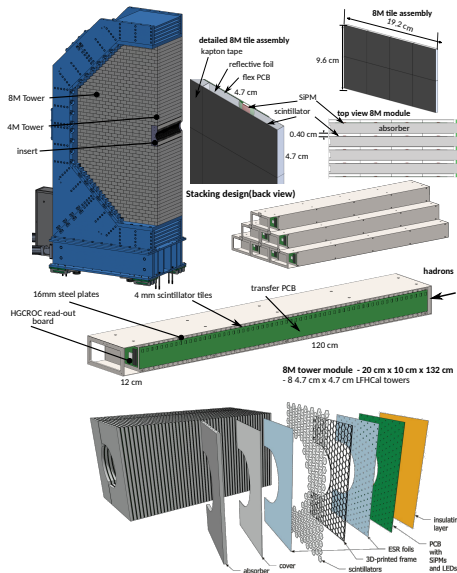 8M tile assembly
19.2 cm
9.6 cm
detailed 8M tile assembly
kapton tape
reflective foil
flex PCB
4.7 cm
SiPM
scintillator
0.40 cm
4.7 cm
top view 8M module
absorber
8M Tower
4M Tower
insert
Stacking design(back view)
hadrons
16mm steel plates
4 mm scintillator tiles
transfer PCB
HGCROC read-out
board
120 cm
12 cm
8M tower module - 20 cm x 10 cm x 132 cm
- 8 4.7 cm x 4.7 cm LFHCal towers
insulatin
layer
PCB
with
SiPMs
and LEDs
ESR foils
3D-printed frame
scintillators
cover
absorber